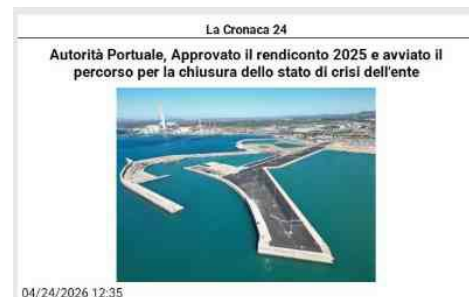 La Cronaca 24
Autorità Portuale, Approvato il rendiconto 2025 e avviato il
percorso per la chiusura dello stato di crisi dell'ente
04/24/2026 12:35